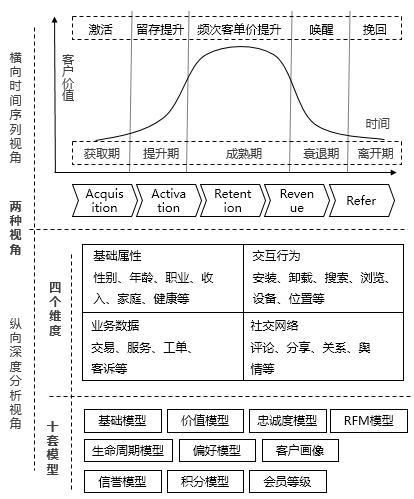 激活 留存提升 频次客单价提升 唤醒 挽回
横向时间序列视角
客户价值
时间
获取期 提升期 成熟期 衰退期 离开期
Acquis Activa Retent Reven Refer
ition tion ion ue
两种视角
纵向深度分析视角
四个维度
基础属性
性别、年龄、职业、收
入、家庭、健康等
交互行为
安装、卸载、搜索、浏览、
设备、位置等
业务数据
交易、服务、工单、
客诉等
社交网络
评论、分享、关系、舆
情等
十套模型
基础模型 价值模型 忠诚度模型 RFM模型
生命周期模型 偏好模型 客户画像
信誉模型 积分模型 会员等级